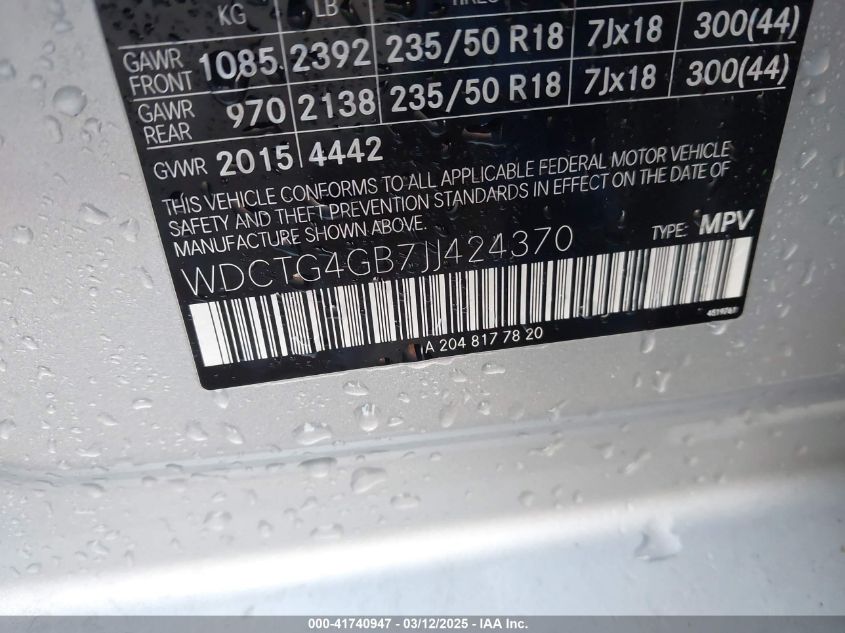 KG LB TIRES
GAWR FRONT 1085 2392 235/50 R18 7Jx18 300(44)
GAWR REAR 970 2138 235/50 R18 7Jx18 300(44)
GVWR 2015 4442
THIS VEHICLE CONFORMS TO ALL APPLICABLE FEDERAL MOTOR VEHICLE
SAFETY AND THEFT PREVENTION STANDARDS IN EFFECT ON THE DATE OF
MANUFACTURE SHOWN ABOVE.
TYPE: MPV
WDCTG4GB7JJ424370
4519761
A 204 817 78 20
000-41740947 - 03/12/2025 - IAA Inc.